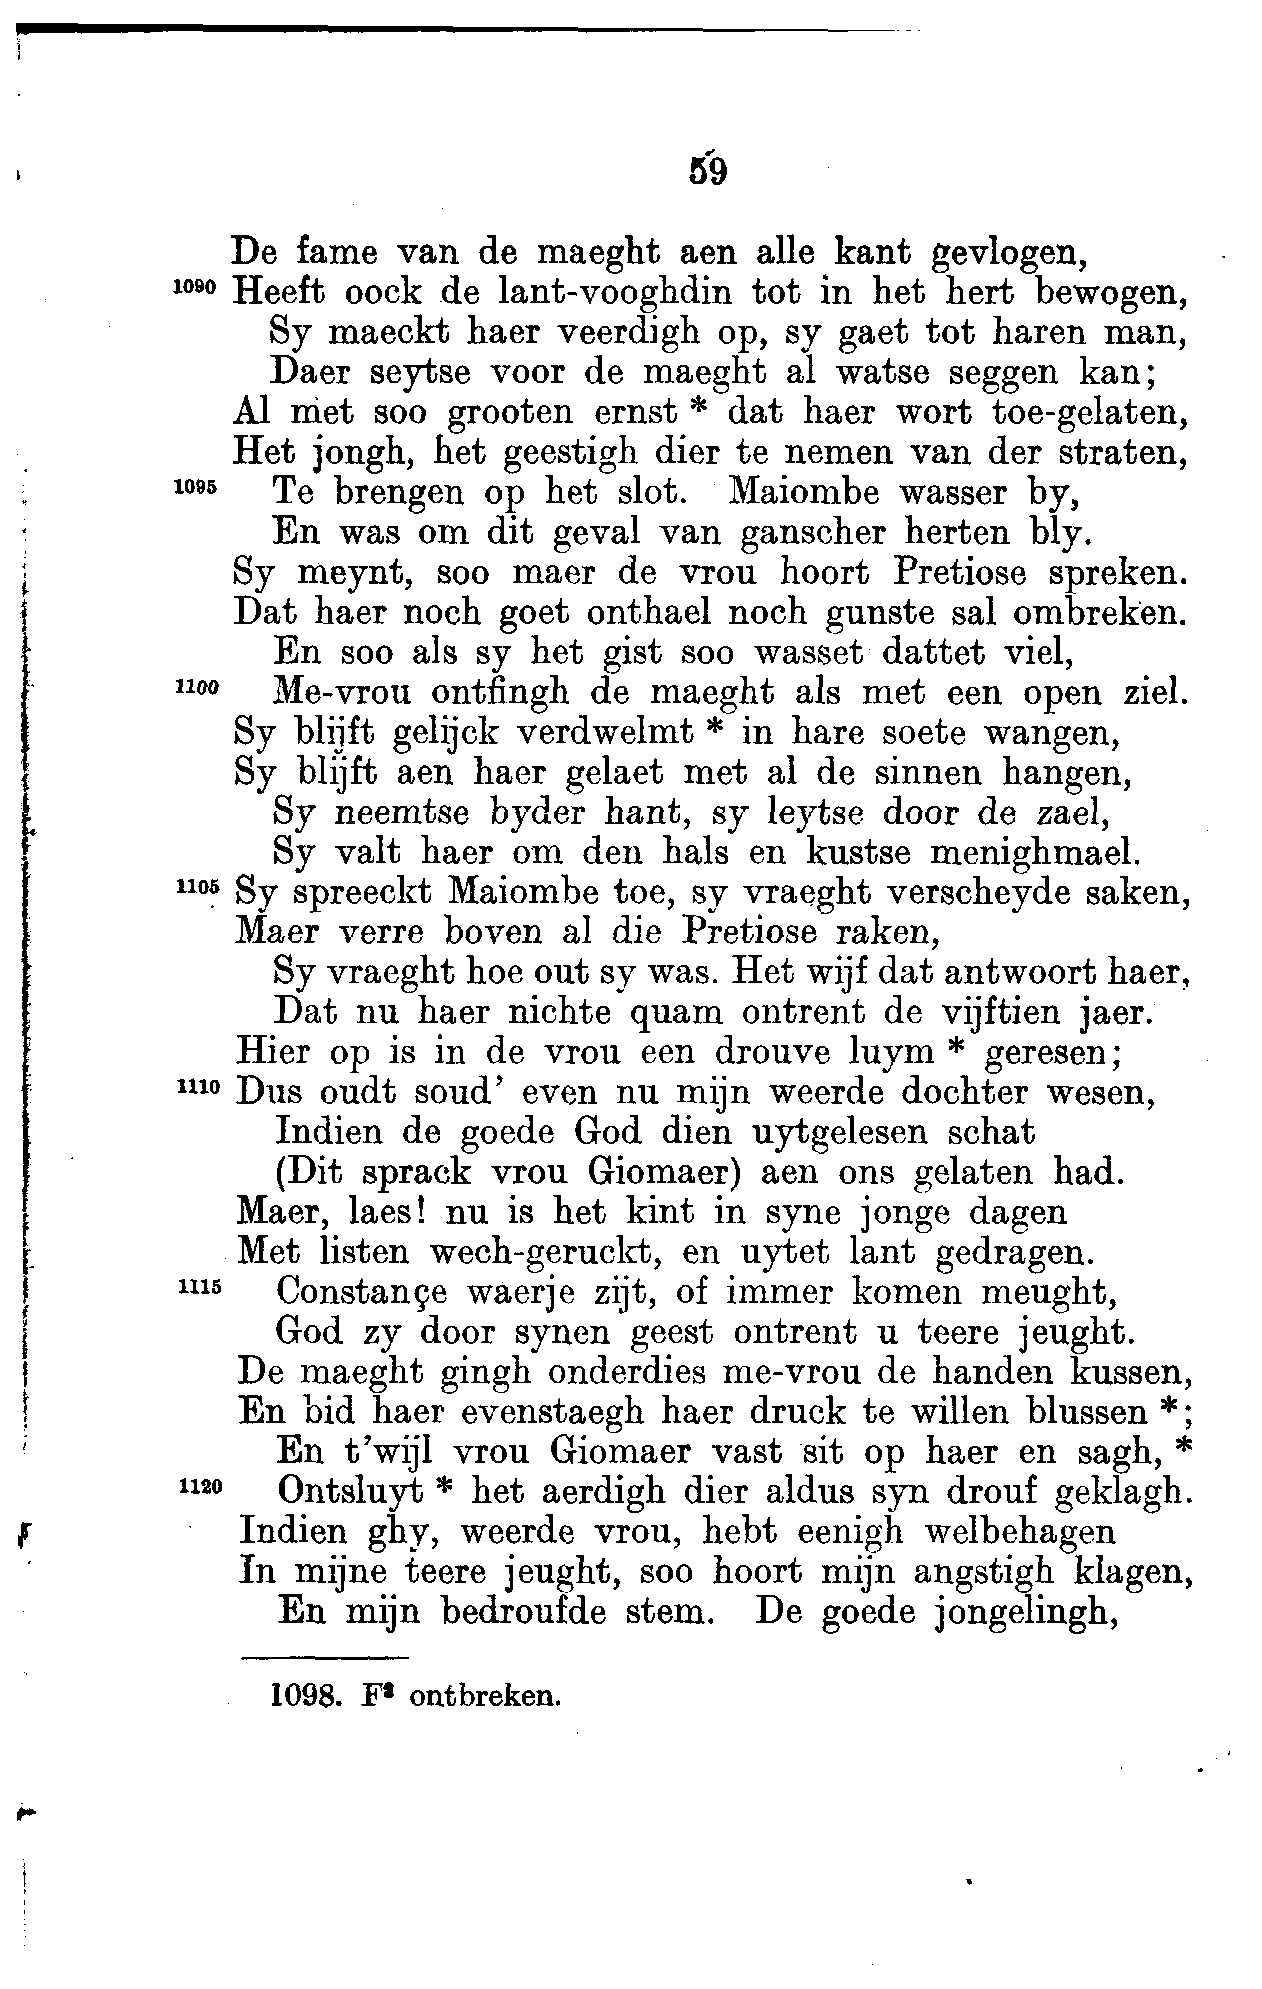 59
De fame van de maeght aen alle kant gevlogen,
1090 Heeft oock de lant-vooghdin tot in het hert bewogen,
Sy maeckt haer veerdigh op, sy gaet tot haren man,
Daer seytse voor de maeght al watse seggen kan;
Al met soo grooten ernst * dat haer wort toe-gelaten,
Het jongh, het geestigh dier te nemen van der straten,
1095 Te brengen op het slot. Maiombe wasser by,
En was om dit geval van ganscher herten bly.
Sy meynt, soo maer de vrou hoort Pretiose spreken.
Dat haer noch goet onthael noch gunste sal ombreken.
En soo als sy het gist soo wasset dattet viel,
1100 Me-vrou ontfingh de maeght als met een open ziel.
Sy blijft gelijck verdwelmt * in hare soete wangen,
Sy blijft aen haer gelaet met al de sinnen hangen,
Sy neemtse byder hant, sy leytse door de zael,
Sy valt haer om den hals en kustse menighmael.
1105 Sy spreeckt Maiombe toe, sy vraeght verscheyde saken,
Maer verre boven al die Pretiose raken,
Sy vraeght hoe out sy was. Het wijf dat antwoort haer,
Dat nu haer nichte quam ontrent de vijftien jaer.
Hier op is in de vrou een drouve luym * geresen;
1110 Dus oudt soud' even nu mijn weerde dochter wesen,
Indien de goede God dien uytgelesen schat
(Dit sprack vrou Giomaer) aen ons gelaten had.
Maer, laes! nu is het kint in syne jonge dagen
Met listen wech-geruckt, en uytet lant gedragen.
1115 Constançe waerje zijt, of immer komen meught,
God zy door synen geest ontrent u teere jeught.
De maeght gingh onderdies me-vrou de handen kussen,
En bid haer evenstaegh haer druck te willen blussen *;
En t'wijl vrou Giomaer vast sit op haer en sagh, *
1120 Ontsluyt * het aerdigh dier aldus syn drouf geklagh.
Indien ghy, weerde vrou, hebt eenigh welbehagen
In mijne teere jeught, soo hoort mijn angstigh klagen,
En mijn bedroufde stem. De goede jongelingh,
1098. F² ontbreken.